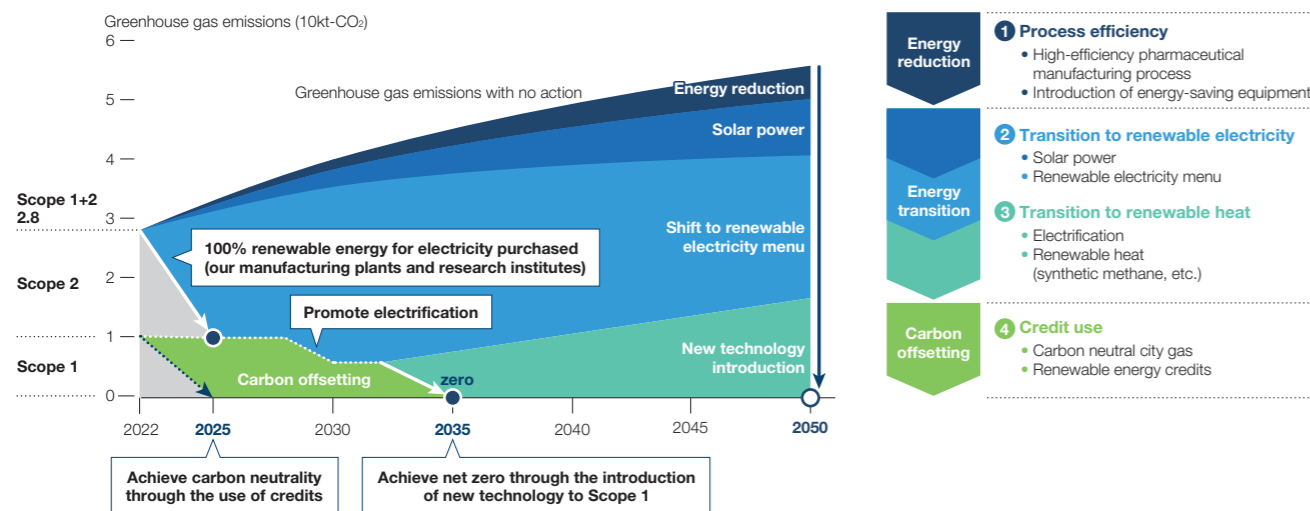 Greenhouse gas emissions (10kt-CO₂)
6
5
4
3
2
1
0
Scope 1+2
2.8
Scope 2
Scope 1
Greenhouse gas emissions with no action
Energy reduction
Solar power
Shift to renewable
electricity menu
New technology
introduction
100% renewable energy for electricity purchased
(our manufacturing plants and research institutes)
Promote electrification
Carbon offsetting
zero
2022
2025
2030
2035
2040
2045
2050
Achieve carbon neutrality
through the use of credits
Achieve net zero through the introduction
of new technology to Scope 1
Energy
reduction
1 Process efficiency
• High-efficiency pharmaceutical
manufacturing process
• Introduction of energy-saving equipment
Energy
transition
2 Transition to renewable electricity
• Solar power
• Renewable electricity menu
3 Transition to renewable heat
• Electrification
• Renewable heat
(synthetic methane, etc.)
Carbon
offsetting
4 Credit use
• Carbon neutral city gas
• Renewable energy credits